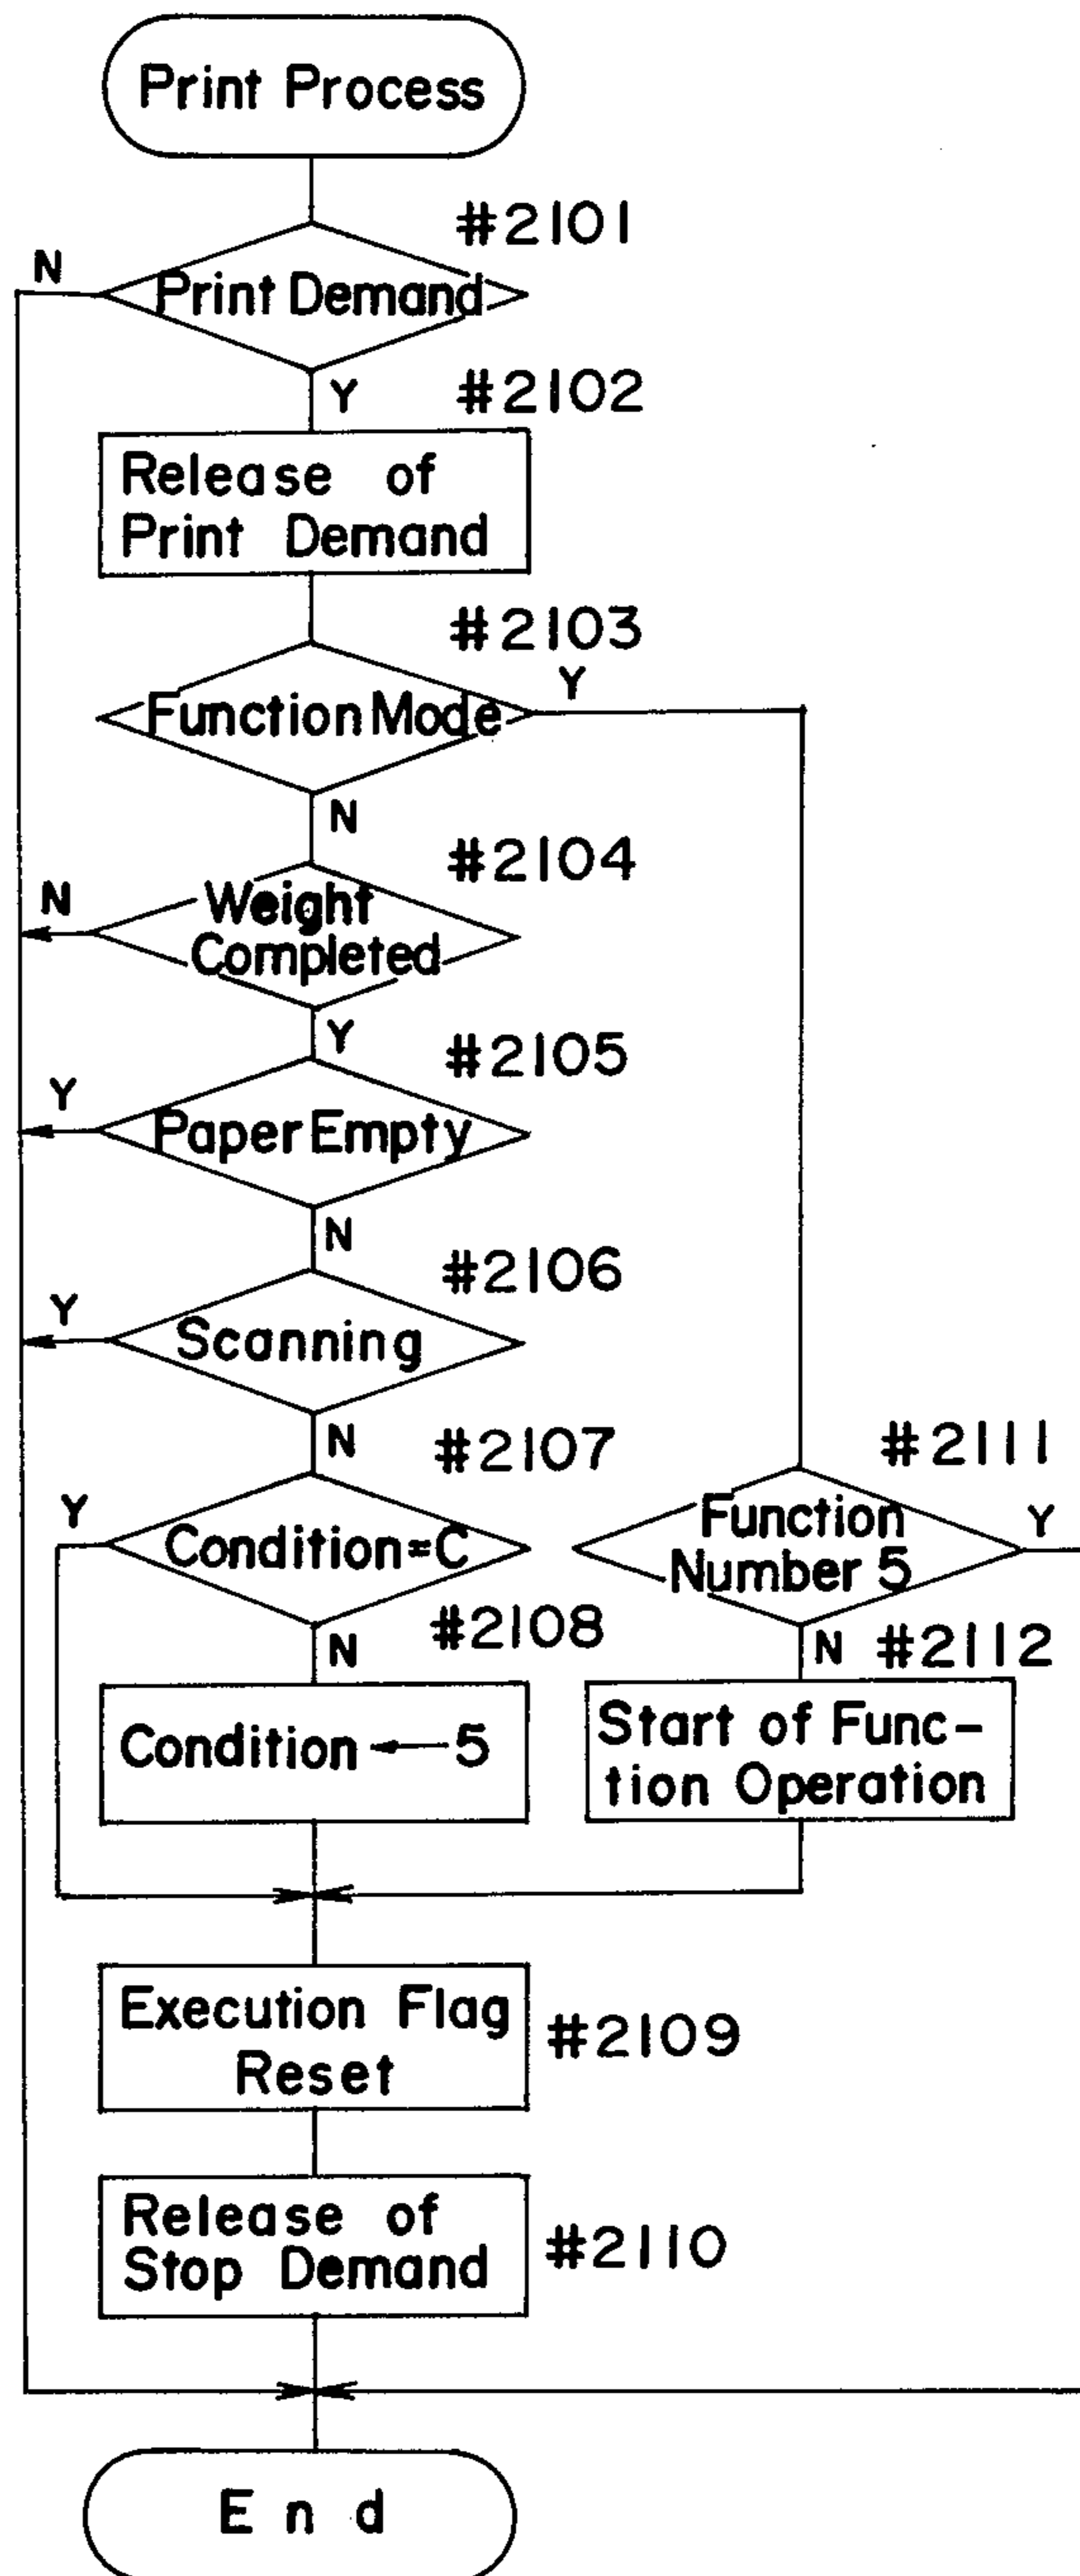 Print Process
#2101
N
Print Demand
Y
#2102
Release of
Print Demand
#2103
Y
Function Mode
N
#2104
N
Weight
Completed
Y
#2105
Y
Paper Empty
N
#2106
Y
Scanning
N
#2107
Y
Condition=C
N
#2108
Condition ← 5
#2111
Function
Number 5
Y
N
#2112
Start of Func-
tion Operation
Execution Flag
Reset
#2109
Release of
Stop Demand
#2110
End